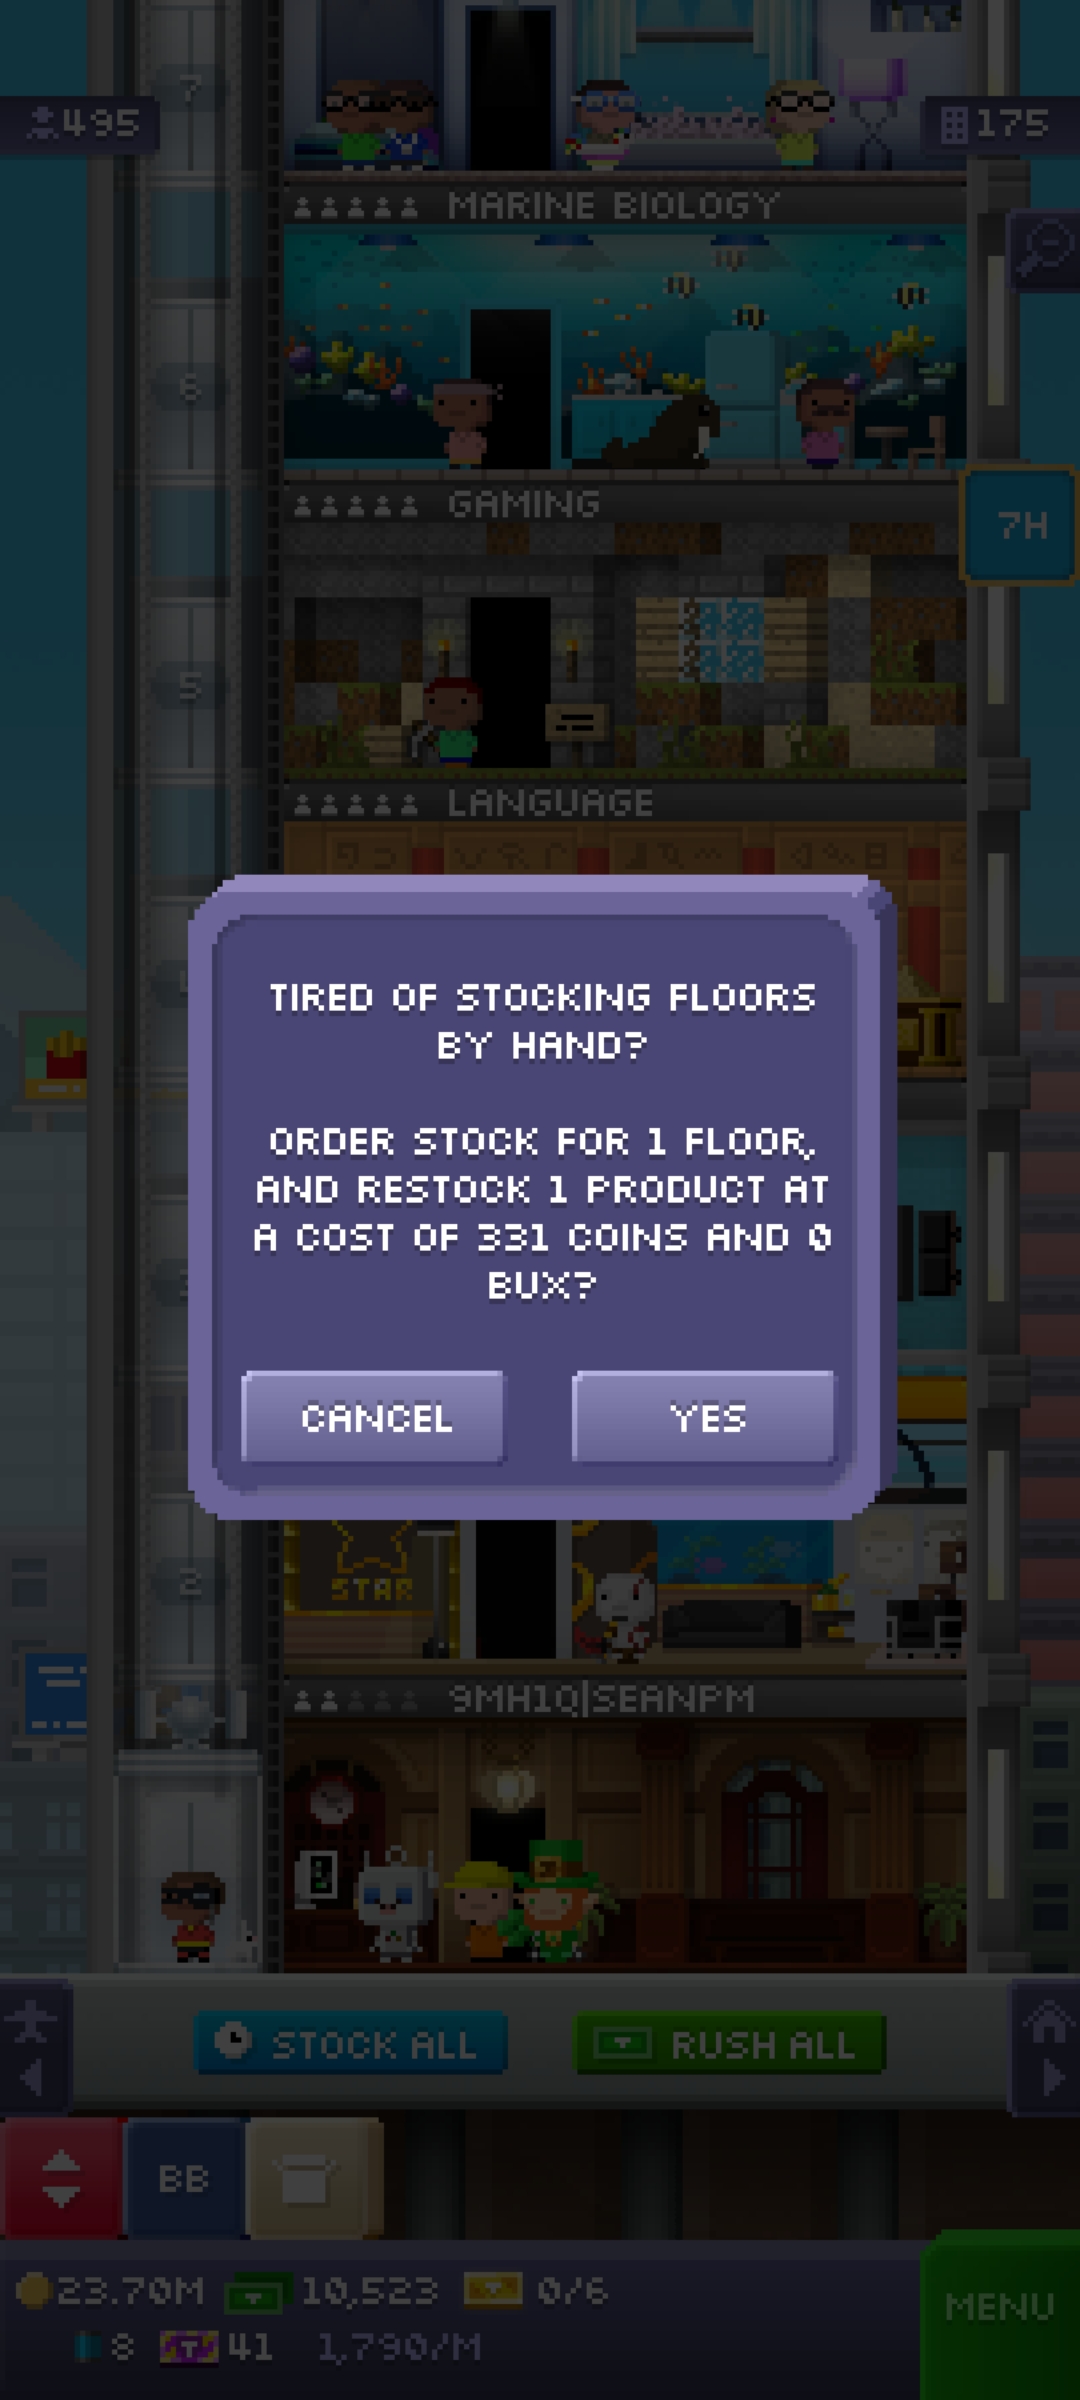 7
495
175
MARINE BIOLOGY
6
GAMING
7H
5
LANGUAGE
TIRED OF STOCKING FLOORS
BY HAND?
ORDER STOCK FOR 1 FLOOR,
AND RESTOCK 1 PRODUCT AT
A COST OF 331 COINS AND 0
BUX?
CANCEL
YES
STAR
2
9MH1Q|SEANPM
STOCK ALL
RUSH ALL
BB
23.70M
10,523
0/6
MENU
8
41
1,790/M